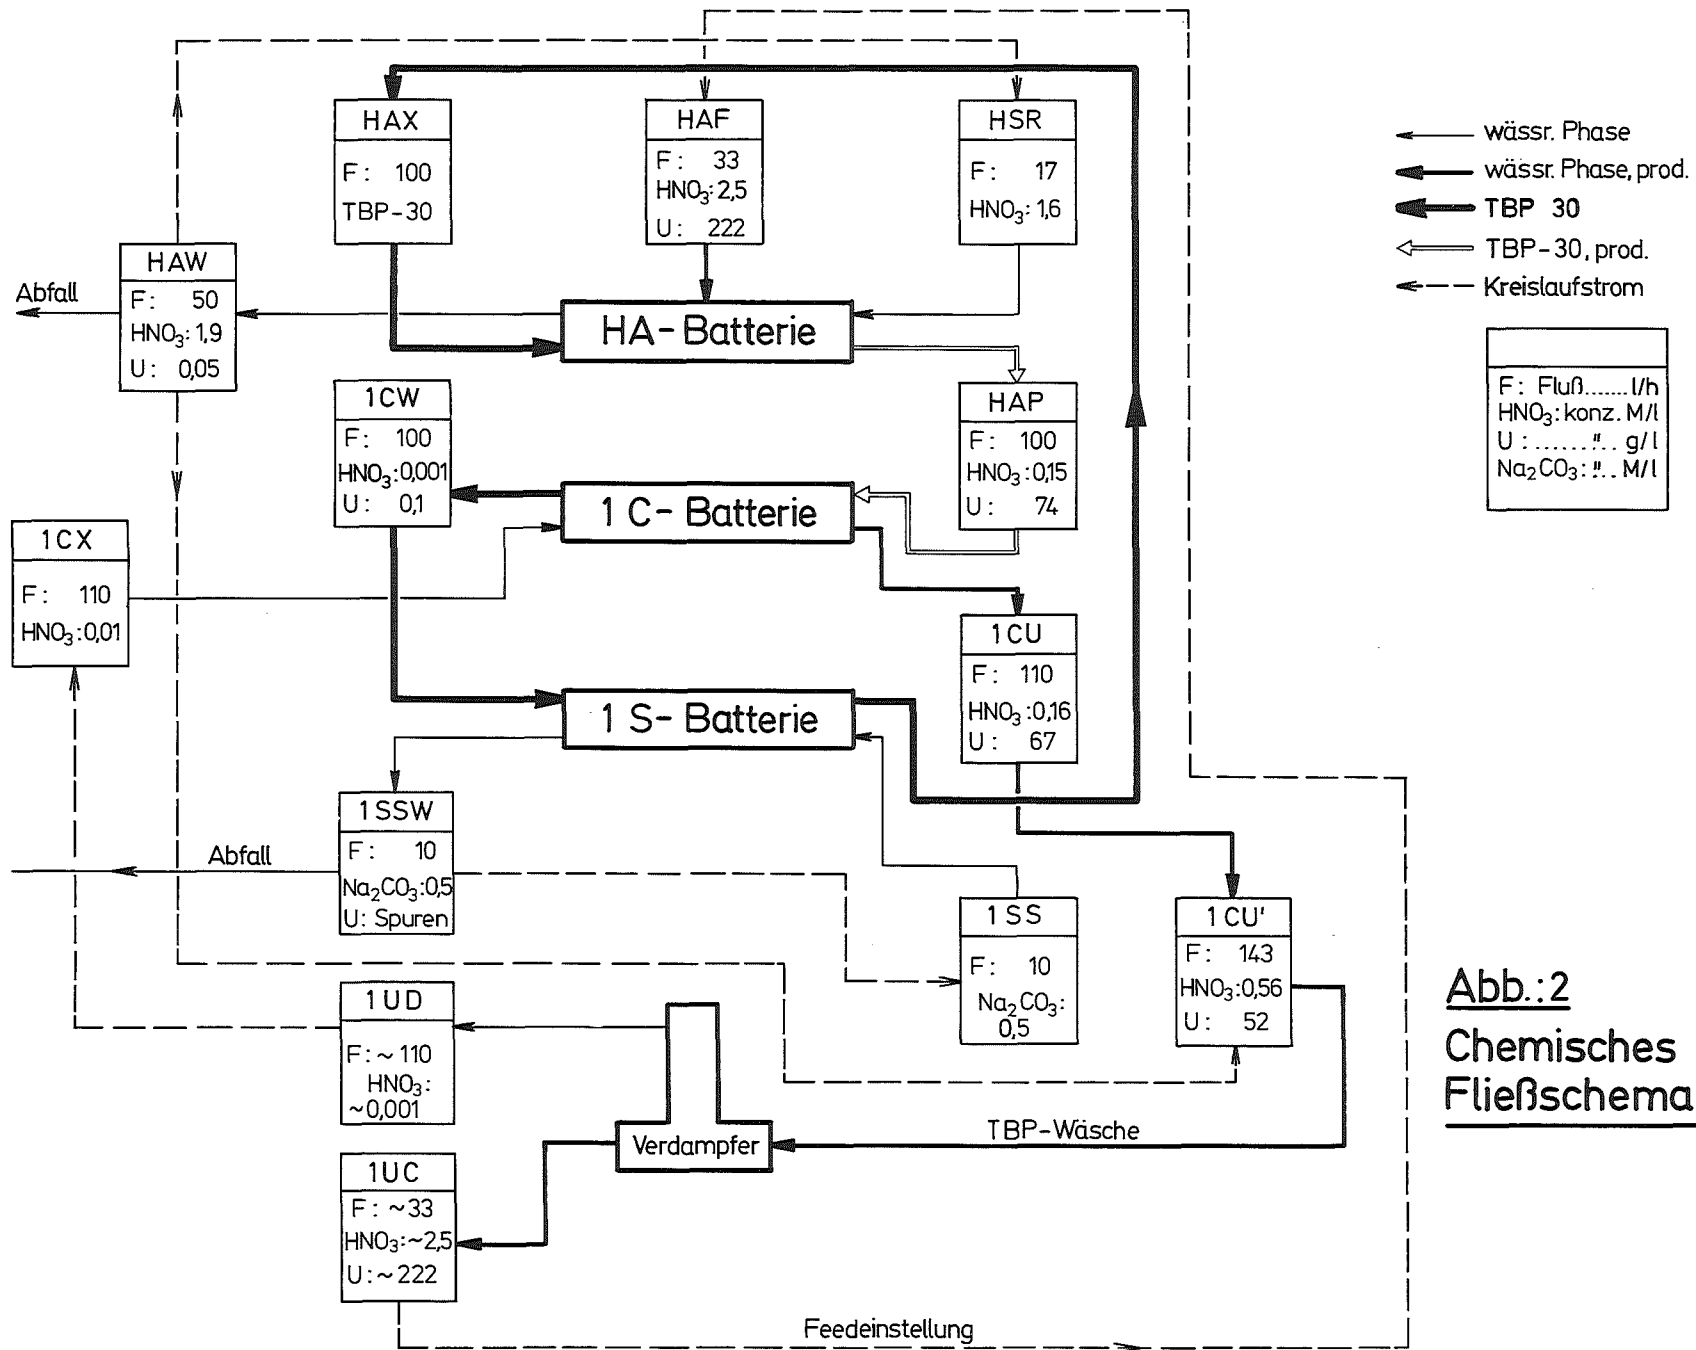 HAX
F: 100
TBP-30
HAF
F: 33
HNO₃: 2,5
U: 222
HSR
F: 17
HNO₃: 1,6
wässr. Phase
wässr. Phase, prod.
TBP 30
TBP-30, prod.
Kreislaufstrom
HAW
F: 50
HNO₃: 1,9
U: 0,05
Abfall
HA-Batterie
F: Fluß......l/h
HNO₃: konz. M/l
U: ......".. g/l
Na₂CO₃: ".. M/l
1CW
F: 100
HNO₃: 0,001
U: 0,1
HAP
F: 100
HNO₃: 0,15
U: 74
1 C-Batterie
1CX
F: 110
HNO₃: 0,01
1CU
F: 110
HNO₃: 0,16
U: 67
1 S-Batterie
1SSW
F: 10
Na₂CO₃: 0,5
U: Spuren
Abfall
1SS
F: 10
Na₂CO₃:
0,5
1CU'
F: 143
HNO₃: 0,56
U: 52
1UD
F: ~110
HNO₃:
~0,001
Verdampfer
TBP-Wäsche
1UC
F: ~33
HNO₃: ~2,5
U: ~222
Feedeinstellung
Abb.: 2
Chemisches
Fließschema